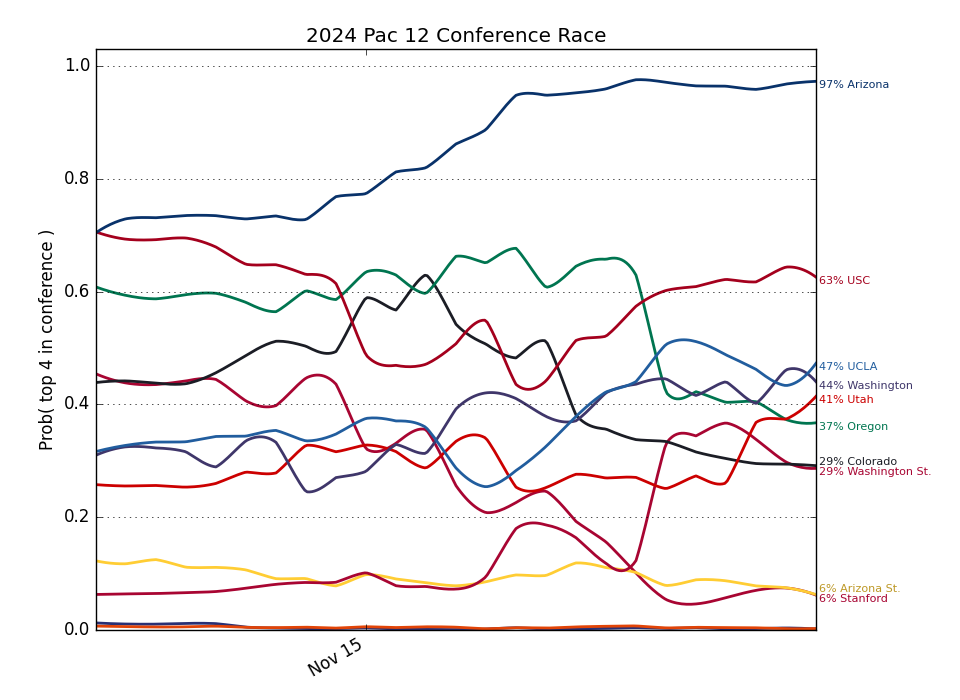 2024 Pac 12 Conference Race
1.0
97% Arizona
0.8
Prob( top 4 in conference )
0.6
63% USC
47% UCLA
44% Washington
0.4
41% Utah
37% Oregon
29% Colorado
29% Washington St.
0.2
6% Arizona St.
6% Stanford
0.0
Nov 15